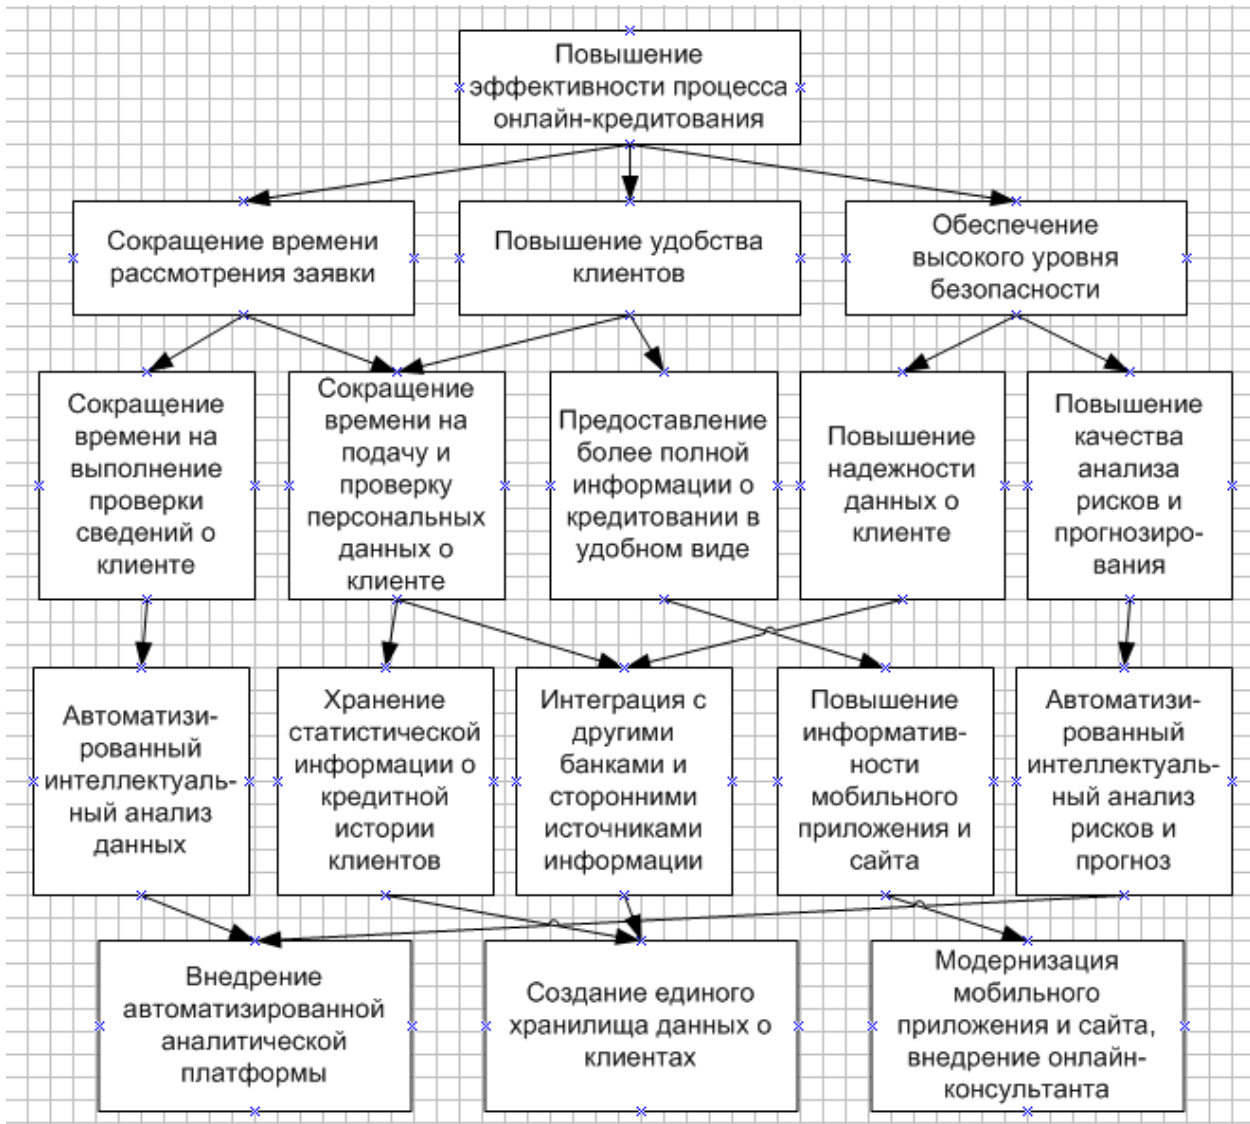 Повышение
эффективности процесса
онлайн-кредитования
Сокращение времени
рассмотрения заявки
Повышение удобства
клиентов
Обеспечение
высокого уровня
безопасности
Сокращение
времени на
выполнение
проверки
сведений о
клиенте
Сокращение
времени на
подачу и
проверку
персональных
данных о
клиенте
Предоставление
более полной
информации о
кредитовании в
удобном виде
Повышение
надежности
данных о
клиенте
Повышение
качества
анализа
рисков и
прогнозиро-
вания
Автоматизи-
рованный
интеллектуаль-
ный анализ
данных
Хранение
статистической
информации о
кредитной
истории
клиентов
Интеграция с
другими
банками и
сторонними
источниками
информации
Повышение
информатив-
ности
мобильного
приложения и
сайта
Автоматизи-
рованный
интеллектуаль-
ный анализ
рисков и
прогноз
Внедрение
автоматизированной
аналитической
платформы
Создание единого
хранилища данных о
клиентах
Модернизация
мобильного
приложения и сайта,
внедрение онлайн-
консультанта